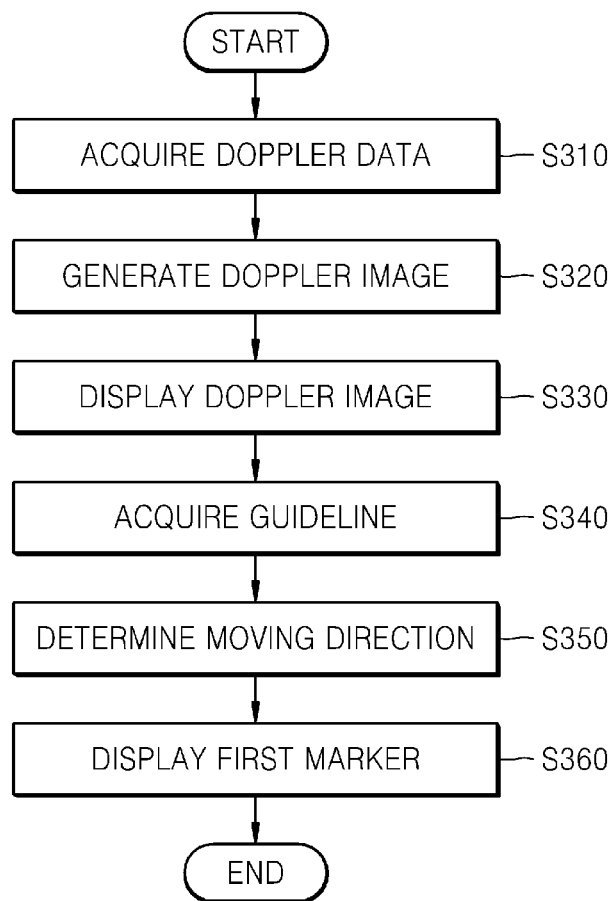 START
ACQUIRE DOPPLER DATA S310
GENERATE DOPPLER IMAGE S320
DISPLAY DOPPLER IMAGE S330
ACQUIRE GUIDELINE S340
DETERMINE MOVING DIRECTION S350
DISPLAY FIRST MARKER S360
END